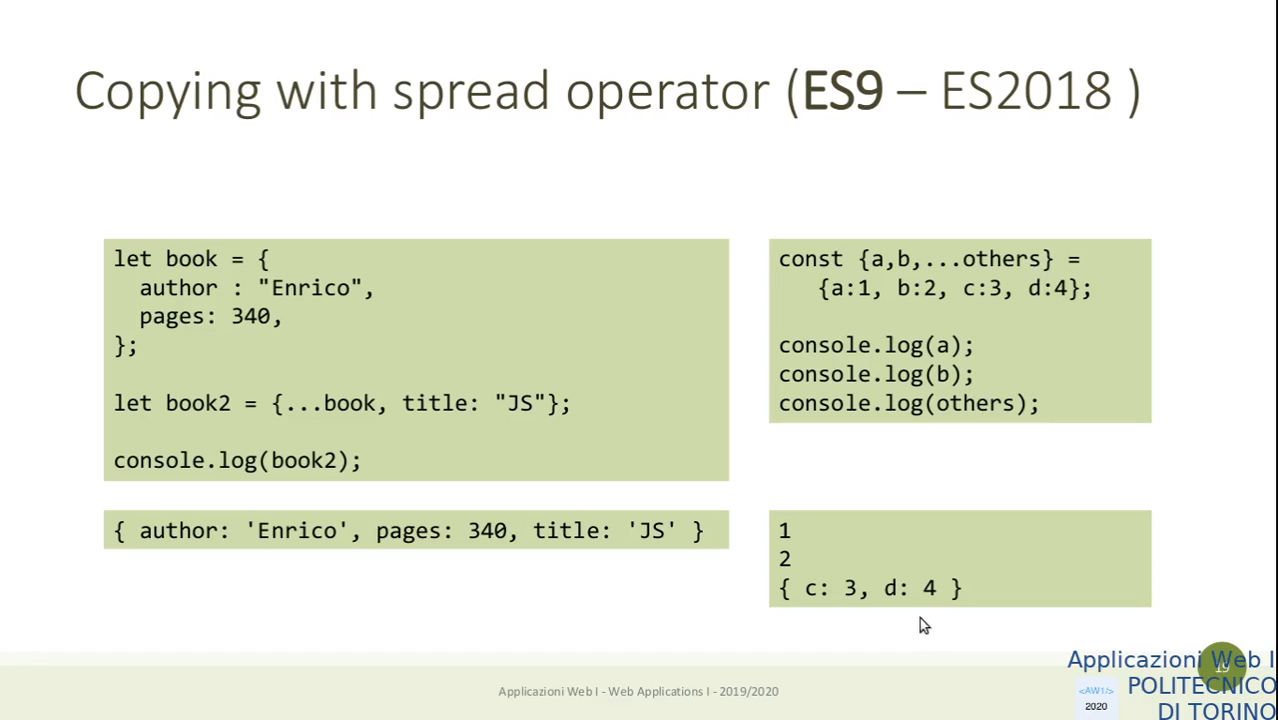 Copying with spread operator (ES9 – ES2018 )
let book = {
  author : "Enrico",
  pages: 340,
};
let book2 = {...book, title: "JS"};
console.log(book2);
{ author: 'Enrico', pages: 340, title: 'JS' }
const {a,b,...others} =
   {a:1, b:2, c:3, d:4};
console.log(a);
console.log(b);
console.log(others);
1
2
{ c: 3, d: 4 }
Applicazioni Web I - Web Applications I - 2019/2020
Applicazioni Web I
POLITECNICO
DI TORINO
<AW1/>
2020